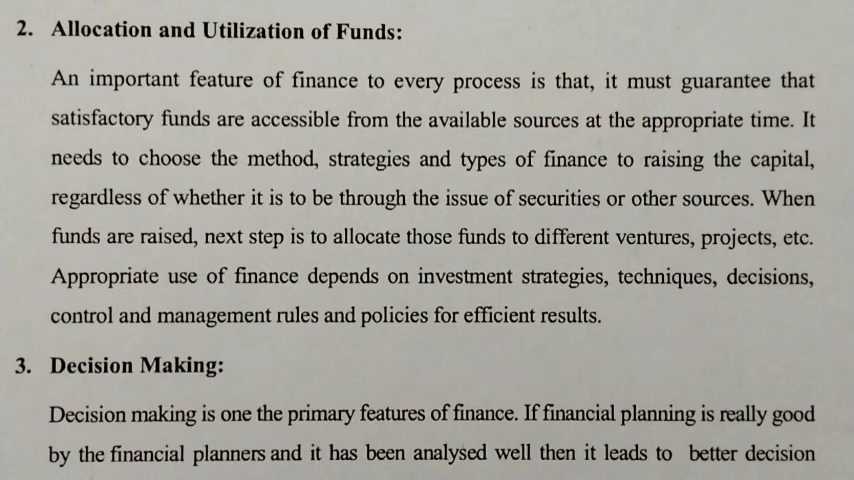 2. Allocation and Utilization of Funds:
An important feature of finance to every process is that, it must guarantee that
satisfactory funds are accessible from the available sources at the appropriate time. It
needs to choose the method, strategies and types of finance to raising the capital,
regardless of whether it is to be through the issue of securities or other sources. When
funds are raised, next step is to allocate those funds to different ventures, projects, etc.
Appropriate use of finance depends on investment strategies, techniques, decisions,
control and management rules and policies for efficient results.
3. Decision Making:
Decision making is one the primary features of finance. If financial planning is really good
by the financial planners and it has been analysed well then it leads to better decision